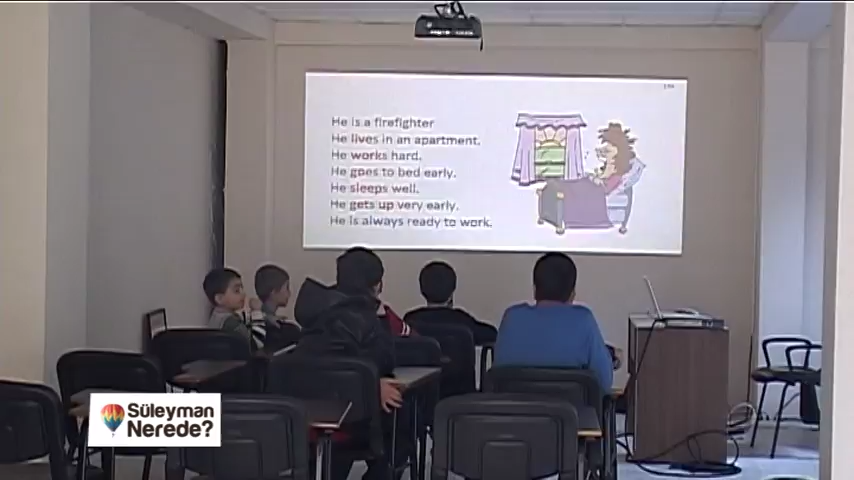 He is a firefighter
He lives in an apartment.
He works hard.
He goes to bed early.
He sleeps well.
He gets up very early.
He is always ready to work.
Süleyman
Nerede?